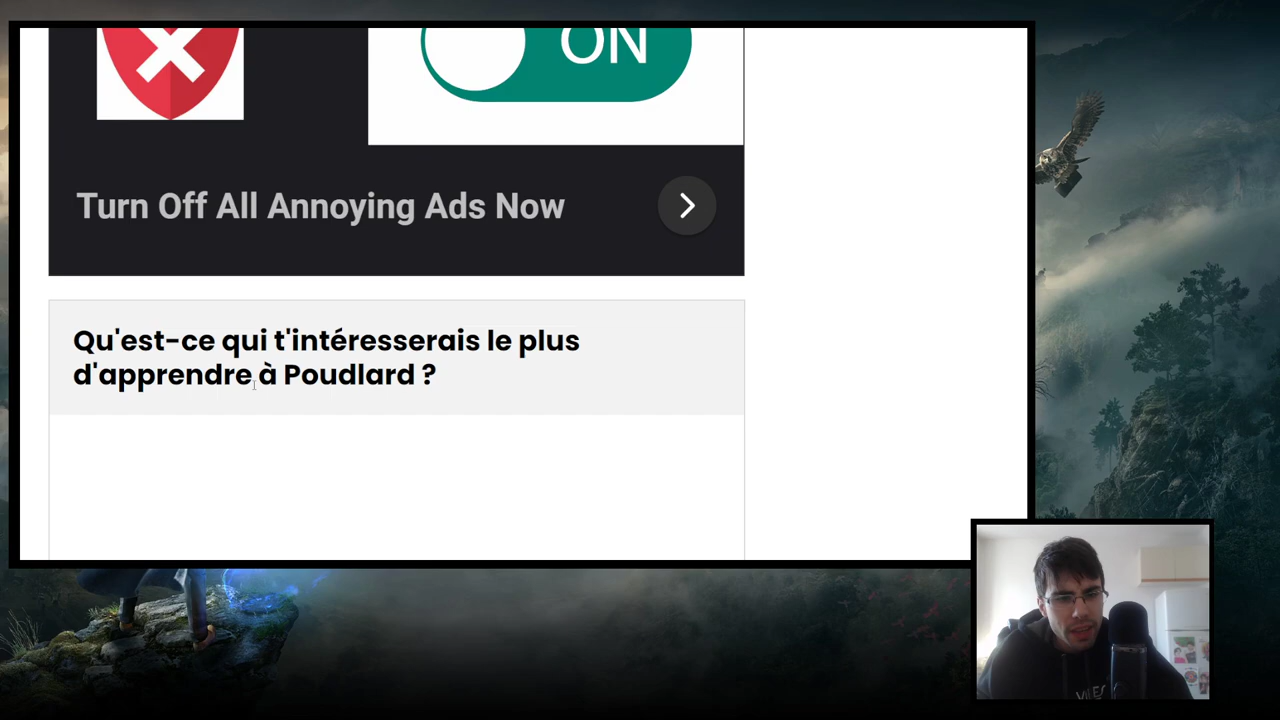 ON
Turn Off All Annoying Ads Now
Qu'est-ce qui t'intéresserais le plus
d'apprendre à Poudlard ?